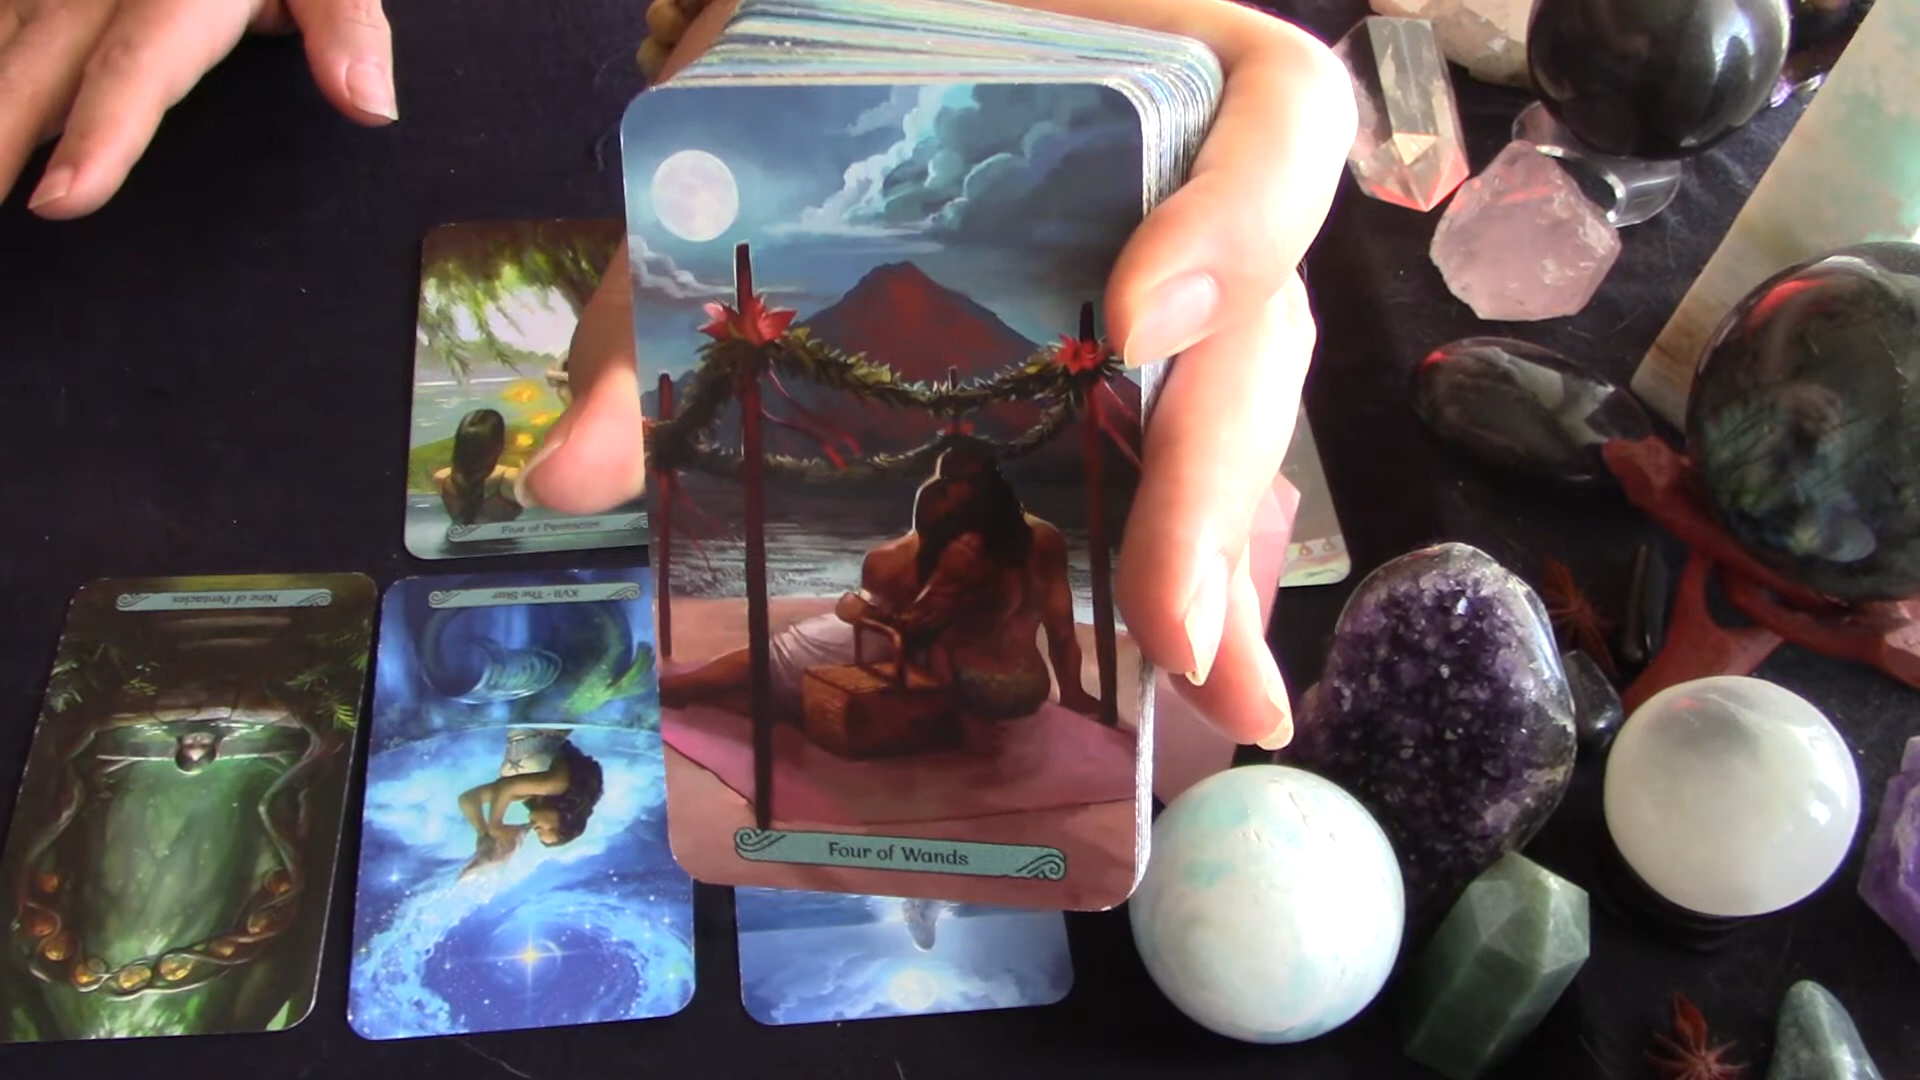 Five of Pentacles
Nine of Pentacles
XVII - The Star
Four of Wands